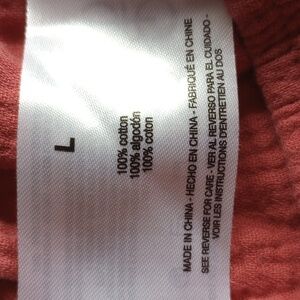 L
100% cotton
100% algodón
100% coton
MADE IN CHINA - HECHO EN CHINA - FABRIQUÉ EN CHINE
SEE REVERSE FOR CARE - VER AL REVERSO PARA EL CUIDADO -
VOIR LES INSTRUCTIONS D'ENTRETIEN AU DOS